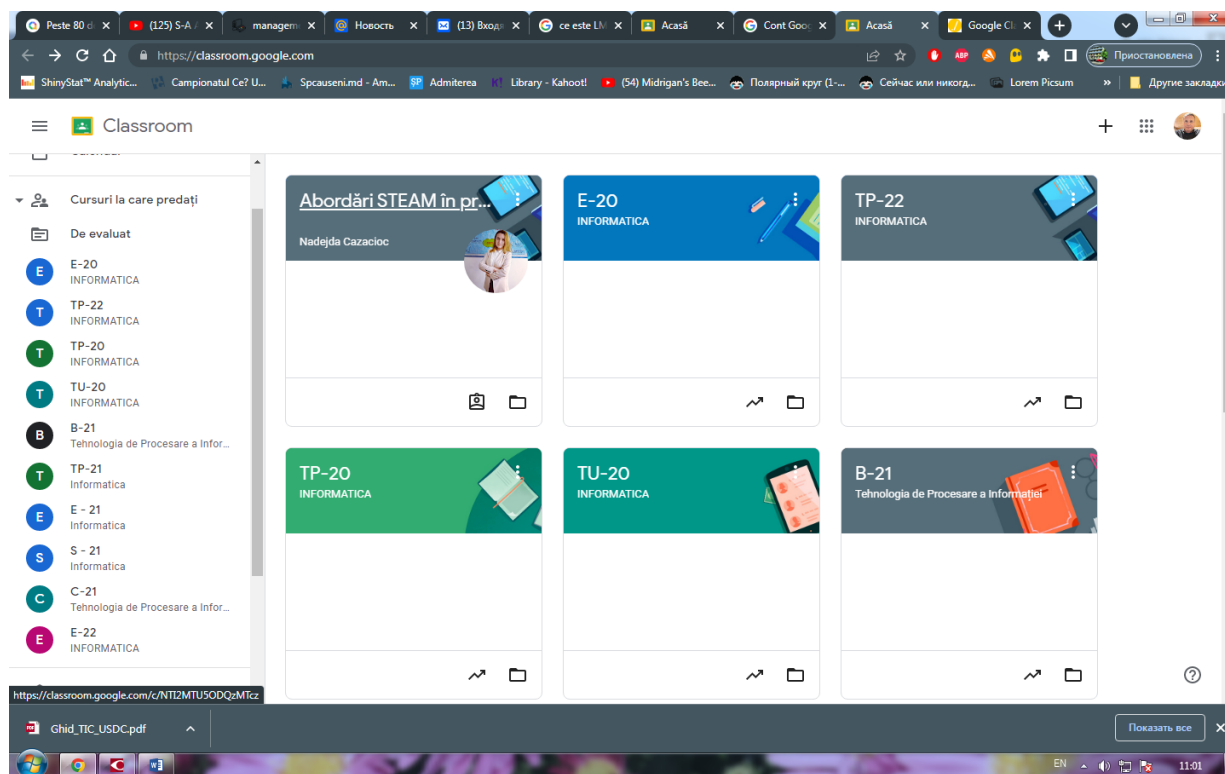 Peste 80 d
(125) S-A
managem
Новость
(13) Входя
ce este LM
Acasă
Cont Goog
Acasă
Google Cl
https://classroom.google.com
ABP
Приостановлена
ShinyStat™ Analytic...
Campionatul Ce? U...
Spcauseni.md - Am...
SP Admiterea
K! Library - Kahoot!
(54) Midrigan's Bee...
Полярный круг (1-...
Сейчас или никогд...
Lorem Picsum
»
Другие закладки
Classroom
Cursuri la care predați
De evaluat
E E-20
INFORMATICA
T TP-22
INFORMATICA
T TP-20
INFORMATICA
T TU-20
INFORMATICA
B B-21
Tehnologia de Procesare a Infor...
T TP-21
Informatica
E E - 21
Informatica
S S - 21
Informatica
C C-21
Tehnologia de Procesare a Infor...
E E-22
INFORMATICA
Abordări STEAM în pr...
Nadejda Cazacioc
E-20
INFORMATICA
TP-22
INFORMATICA
TP-20
INFORMATICA
TU-20
INFORMATICA
B-21
Tehnologia de Procesare a Informației
https://classroom.google.com/c/NTI2MTU5ODQzMTcz
Ghid_TIC_USDC.pdf
Показать все
EN
11:01